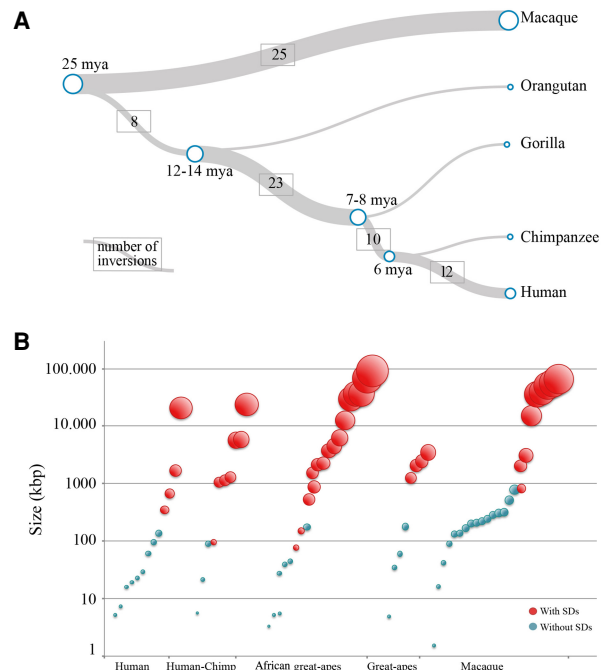 A
Macaque
25
25 mya
Orangutan
8
Gorilla
12-14 mya
23
7-8 mya
10
Chimpanzee
number of
inversions
6 mya
12
Human
B
Size (kbp)
100.000
10.000
1000
100
10
1
With SDs
Without SDs
Human
Human-Chimp
African great-apes
Great-apes
Macaque